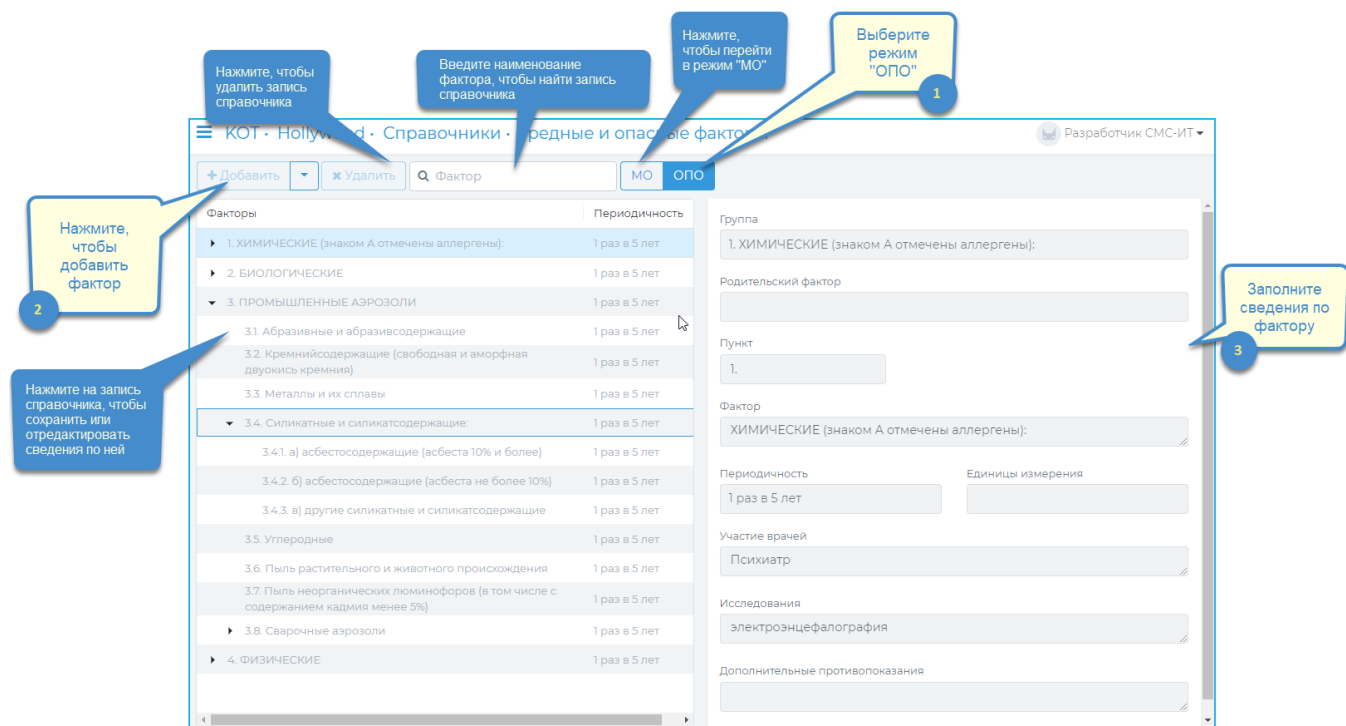 Нажмите, чтобы
удалить запись
справочника
Введите наименование
фактора, чтобы найти запись
справочника
Нажмите,
чтобы перейти
в режим "МО"
Выберите
режим
"ОПО"
1
КОТ · Hollyw d · Справочники · редные и опас ые факто
Разработчик СМС-ИТ
Добавить
Удалить
Фактор
МО
ОПО
Нажмите,
чтобы
добавить
фактор
2
Факторы
Периодичность
1. ХИМИЧЕСКИЕ (знаком А отмечены аллергены):
1 раз в 5 лет
2. БИОЛОГИЧЕСКИЕ
1 раз в 5 лет
3. ПРОМЫШЛЕННЫЕ АЭРОЗОЛИ
1 раз в 5 лет
3.1. Абразивные и абразивсодержащие
1 раз в 5 лет
3.2. Кремнийсодержащие (свободная и аморфная
двуокись кремния)
1 раз в 5 лет
3.3. Металлы и их сплавы
1 раз в 5 лет
3.4. Силикатные и силикатсодержащие:
1 раз в 5 лет
3.4.1. а) асбестосодержащие (асбеста 10% и более)
1 раз в 5 лет
3.4.2. б) асбестосодержащие (асбеста не более 10%)
1 раз в 5 лет
3.4.3. в) другие силикатные и силикатсодержащие
1 раз в 5 лет
3.5. Углеродные
1 раз в 5 лет
3.6. Пыль растительного и животного происхождения
1 раз в 5 лет
3.7. Пыль неорганических люминофоров (в том числе с
содержанием кадмия менее 5%)
1 раз в 5 лет
3.8. Сварочные аэрозоли
1 раз в 5 лет
4. ФИЗИЧЕСКИЕ
1 раз в 5 лет
Нажмите на запись
справочника, чтобы
сохранить или
отредактировать
сведения по ней
Группа
1. ХИМИЧЕСКИЕ (знаком А отмечены аллергены):
Родительский фактор
Пункт
1.
Фактор
ХИМИЧЕСКИЕ (знаком А отмечены аллергены):
Периодичность
Единицы измерения
1 раз в 5 лет
Участие врачей
Психиатр
Исследования
электроэнцефалография
Дополнительные противопоказания
Заполните
сведения по
фактору
3